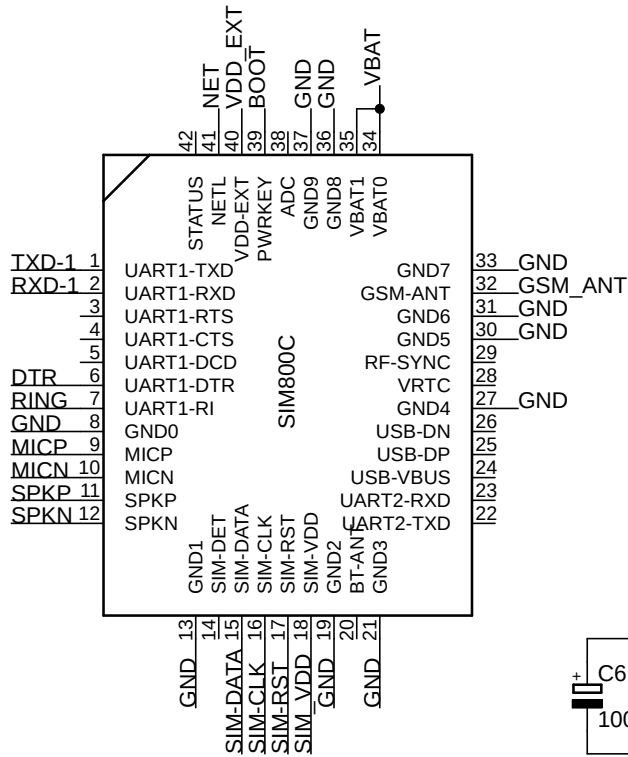 NET
VDD_EXT
BOOT
GND
GND
VBAT
42
41
40
39
38
37
36
35
34
STATUS
NETL
VDD-EXT
PWRKEY
ADC
GND9
GND8
VBAT1
VBAT0
TXD-1 1 UART1-TXD
RXD-1 2 UART1-RXD
3 UART1-RTS
4 UART1-CTS
5 UART1-DCD
DTR 6 UART1-DTR
RING 7 UART1-RI
GND 8 GND0
MICP 9 MICP
MICN 10 MICN
SPKP 11 SPKP
SPKN 12 SPKN
SIM800C
GND7 33 GND
GSM-ANT 32 GSM_ANT
GND6 31 GND
GND5 30 GND
RF-SYNC 29
VRTC 28
GND4 27 GND
USB-DN 26
USB-DP 25
USB-VBUS 24
UART2-RXD 23
UART2-TXD 22
GND1
SIM-DET
SIM-DATA
SIM-CLK
SIM-RST
SIM-VDD
GND2
BT-ANT
GND3
13
14
15
16
17
18
19
20
21
GND
SIM-DATA
SIM-CLK
SIM-RST
SIM_VDD
GND
GND
+ C6
100